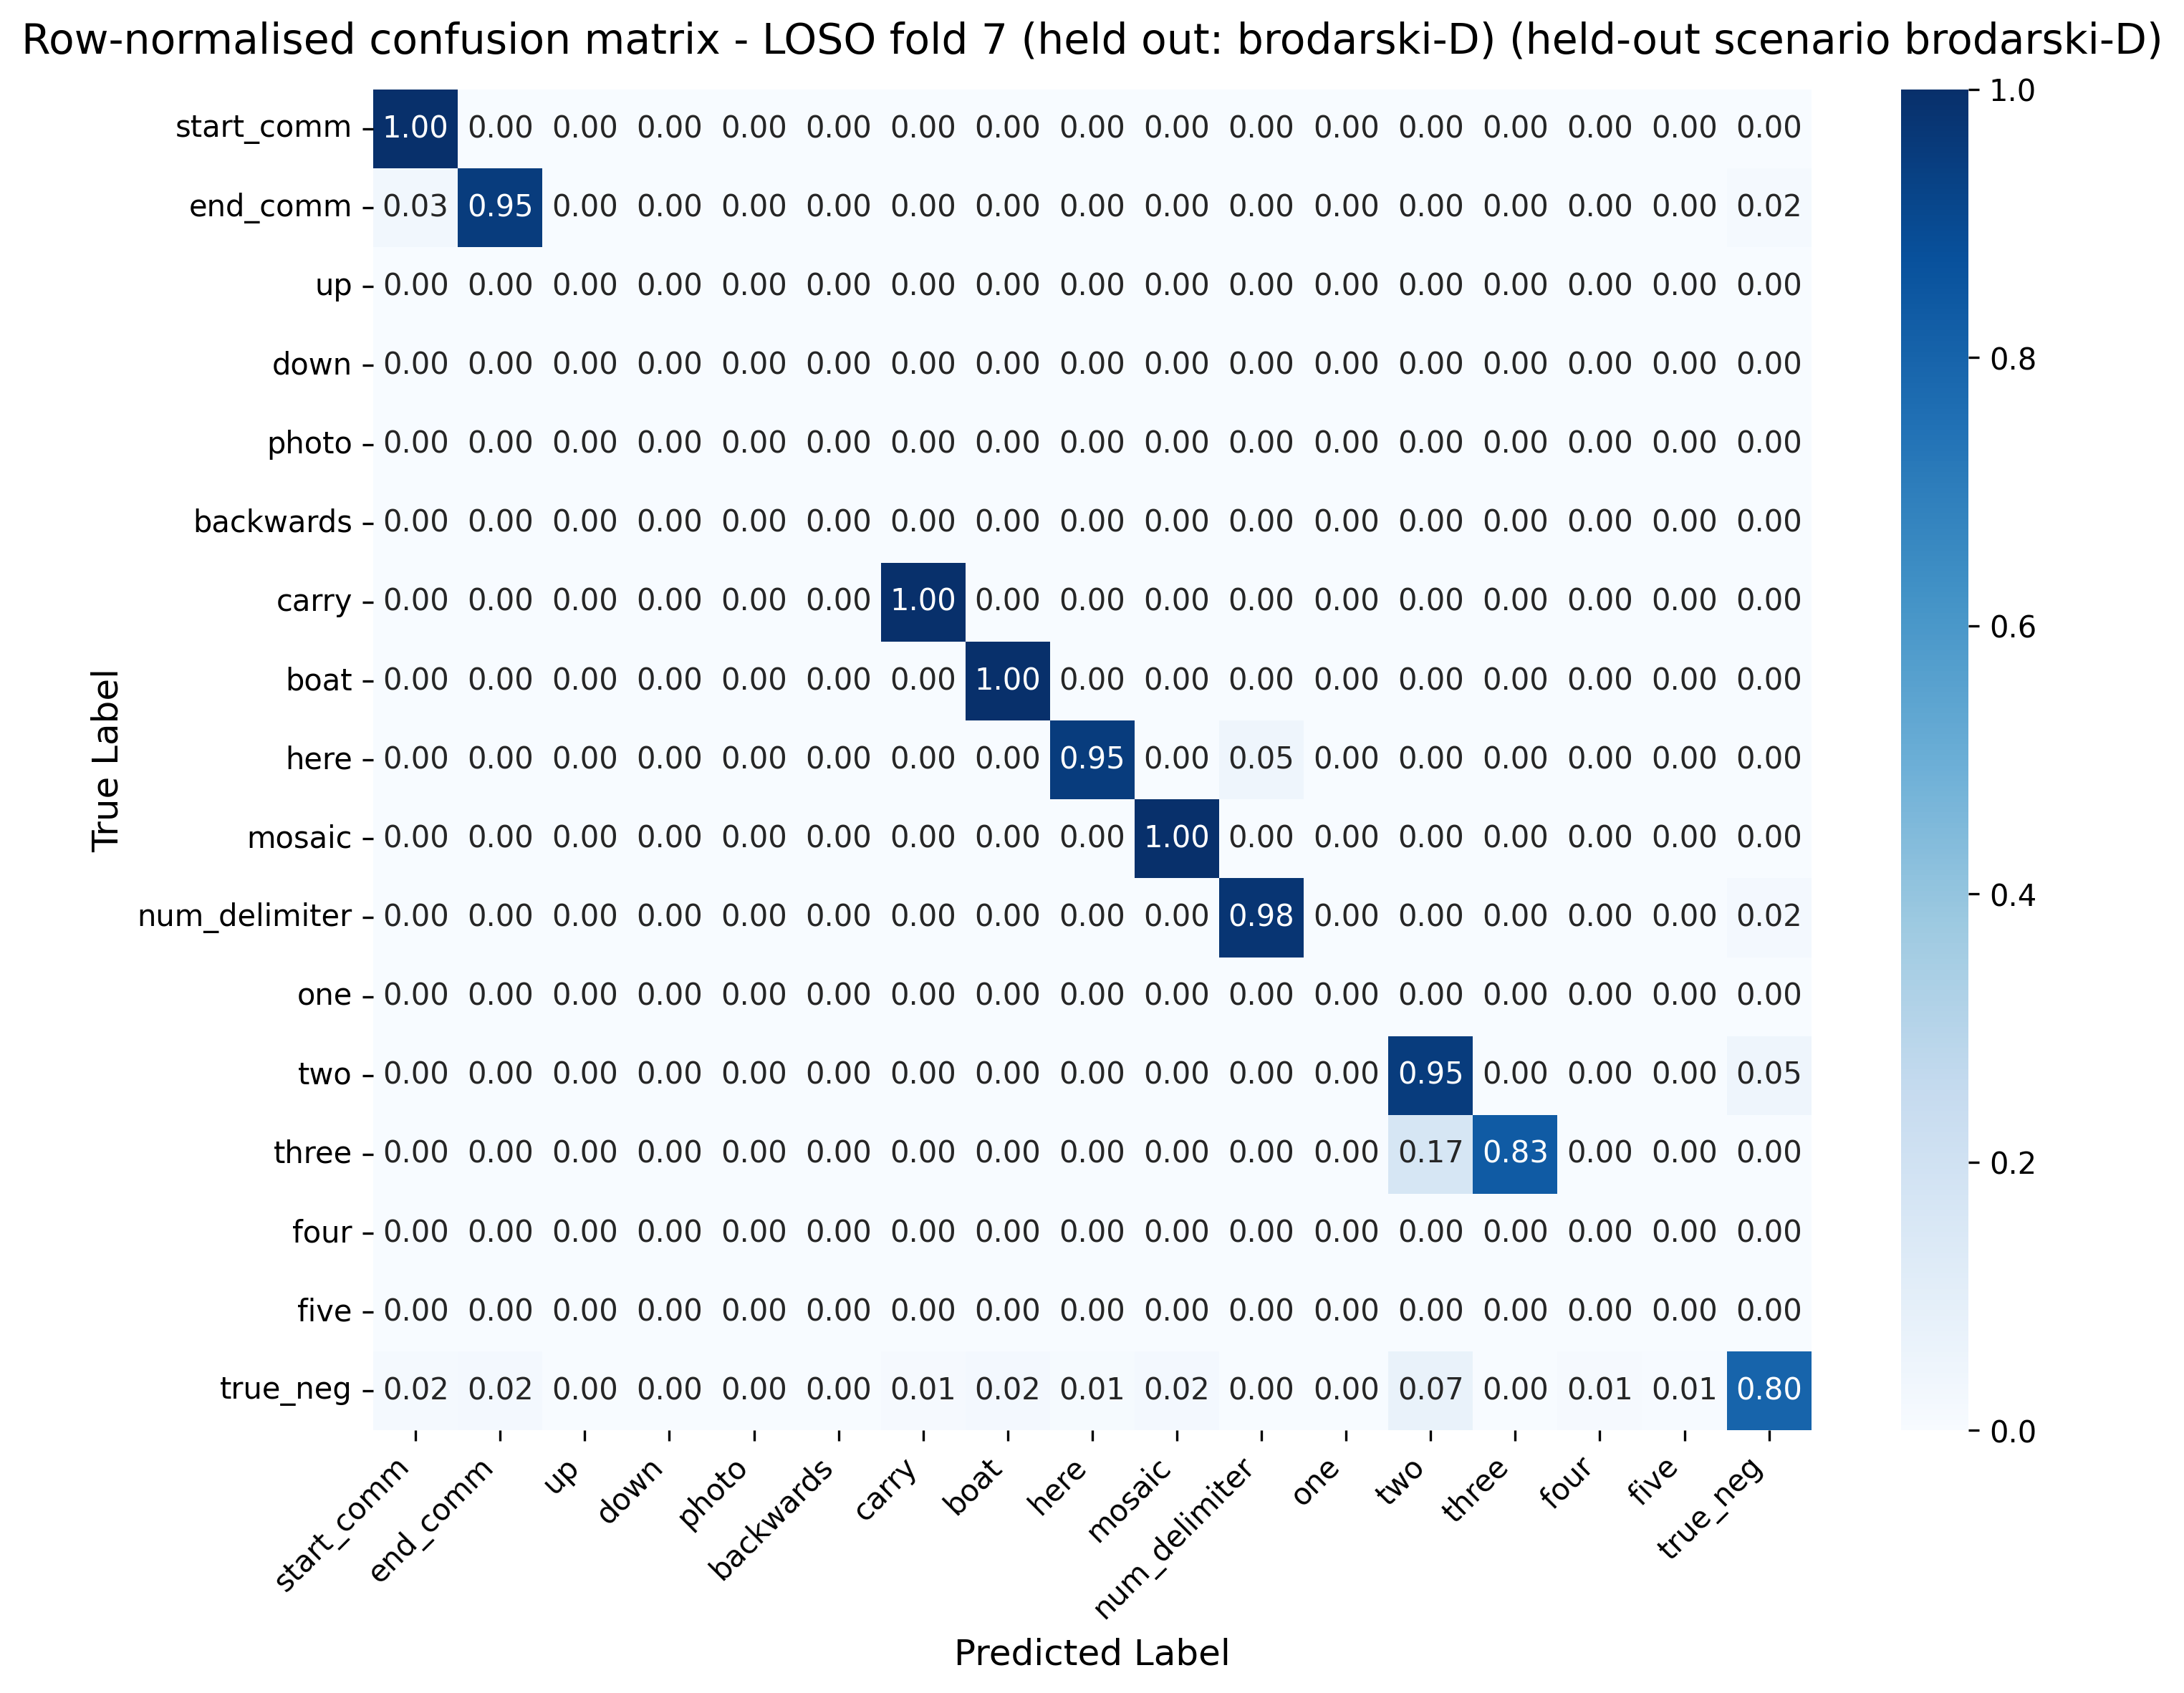 Row-normalised confusion matrix - LOSO fold 7 (held out: brodarski-D) (held-out scenario brodarski-D)
start_comm 1.00 0.00 0.00 0.00 0.00 0.00 0.00 0.00 0.00 0.00 0.00 0.00 0.00 0.00 0.00 0.00 0.00
end_comm 0.03 0.95 0.00 0.00 0.00 0.00 0.00 0.00 0.00 0.00 0.00 0.00 0.00 0.00 0.00 0.00 0.02
up 0.00 0.00 0.00 0.00 0.00 0.00 0.00 0.00 0.00 0.00 0.00 0.00 0.00 0.00 0.00 0.00 0.00
down 0.00 0.00 0.00 0.00 0.00 0.00 0.00 0.00 0.00 0.00 0.00 0.00 0.00 0.00 0.00 0.00 0.00
photo 0.00 0.00 0.00 0.00 0.00 0.00 0.00 0.00 0.00 0.00 0.00 0.00 0.00 0.00 0.00 0.00 0.00
backwards 0.00 0.00 0.00 0.00 0.00 0.00 0.00 0.00 0.00 0.00 0.00 0.00 0.00 0.00 0.00 0.00 0.00
carry 0.00 0.00 0.00 0.00 0.00 0.00 1.00 0.00 0.00 0.00 0.00 0.00 0.00 0.00 0.00 0.00 0.00
boat 0.00 0.00 0.00 0.00 0.00 0.00 0.00 1.00 0.00 0.00 0.00 0.00 0.00 0.00 0.00 0.00 0.00
here 0.00 0.00 0.00 0.00 0.00 0.00 0.00 0.00 0.95 0.00 0.05 0.00 0.00 0.00 0.00 0.00 0.00
mosaic 0.00 0.00 0.00 0.00 0.00 0.00 0.00 0.00 0.00 1.00 0.00 0.00 0.00 0.00 0.00 0.00 0.00
num_delimiter 0.00 0.00 0.00 0.00 0.00 0.00 0.00 0.00 0.00 0.00 0.98 0.00 0.00 0.00 0.00 0.00 0.02
one 0.00 0.00 0.00 0.00 0.00 0.00 0.00 0.00 0.00 0.00 0.00 0.00 0.00 0.00 0.00 0.00 0.00
two 0.00 0.00 0.00 0.00 0.00 0.00 0.00 0.00 0.00 0.00 0.00 0.00 0.95 0.00 0.00 0.00 0.05
three 0.00 0.00 0.00 0.00 0.00 0.00 0.00 0.00 0.00 0.00 0.00 0.00 0.17 0.83 0.00 0.00 0.00
four 0.00 0.00 0.00 0.00 0.00 0.00 0.00 0.00 0.00 0.00 0.00 0.00 0.00 0.00 0.00 0.00 0.00
five 0.00 0.00 0.00 0.00 0.00 0.00 0.00 0.00 0.00 0.00 0.00 0.00 0.00 0.00 0.00 0.00 0.00
true_neg 0.02 0.02 0.00 0.00 0.00 0.00 0.01 0.02 0.01 0.02 0.00 0.00 0.07 0.00 0.01 0.01 0.80
True Label
start_comm end_comm up down photo backwards carry boat here mosaic num_delimiter one two three four five true_neg
Predicted Label
1.0
0.8
0.6
0.4
0.2
0.0